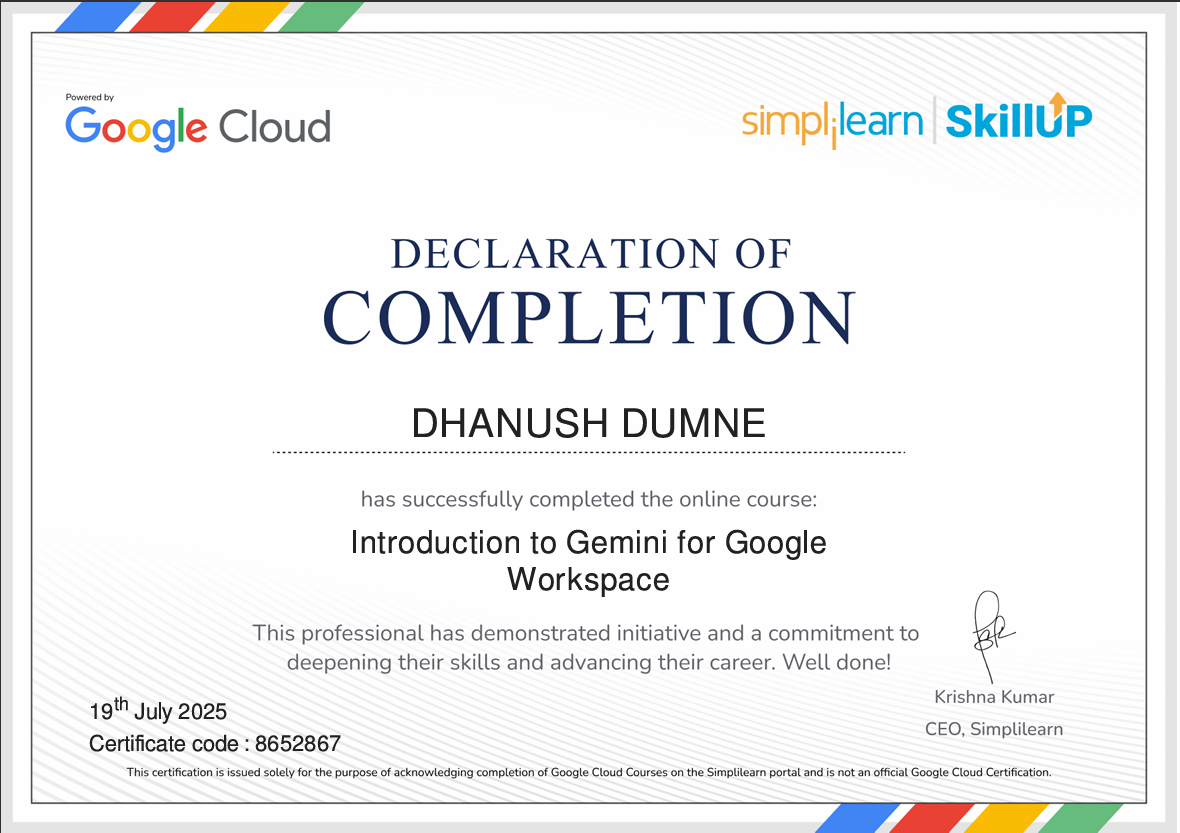 Powered by
Google Cloud
simplilearn | SkillUP
DECLARATION OF
COMPLETION
DHANUSH DUMNE
has successfully completed the online course:
Introduction to Gemini for Google
Workspace
This professional has demonstrated initiative and a commitment to
deepening their skills and advancing their career. Well done!
Krishna Kumar
CEO, Simplilearn
19th July 2025
Certificate code : 8652867
This certification is issued solely for the purpose of acknowledging completion of Google Cloud Courses on the Simplilearn portal and is not an official Google Cloud Certification.